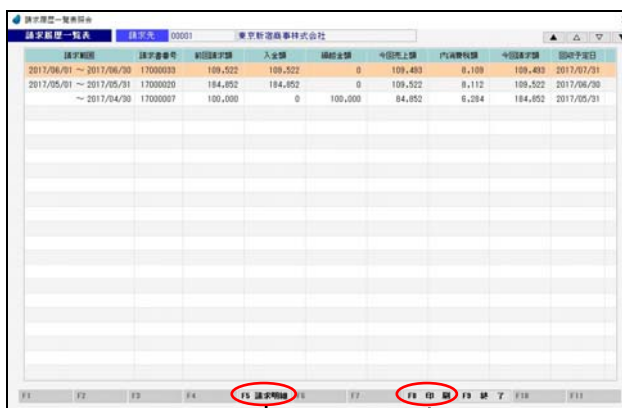 請求履歴一覧表照会
請求履歴一覧表 請求先 00001 東京新宿商事株式会社 ▲ △ ▽ ▼
請求範囲 請求書番号 前回請求額 入金額 繰越金額 今回売上額 内消費税額 今回請求額 回収予定日
2017/06/01 ～ 2017/06/30 17000033 109,522 109,522 0 109,493 8,109 109,493 2017/07/31
2017/05/01 ～ 2017/05/31 17000020 184,852 184,852 0 109,522 8,112 109,522 2017/06/30
～ 2017/04/30 17000007 100,000 0 100,000 84,852 6,284 184,852 2017/05/31
F1 F2 F3 F4 F5 請求明細 F6 F7 F8 印 刷 F9 終 了 F10 F11